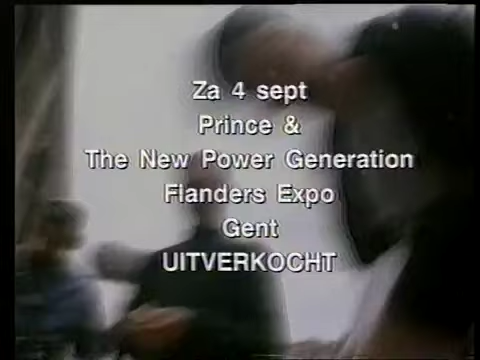 Za 4 sept
Prince &
The New Power Generation
Flanders Expo
Gent
UITVERKOCHT